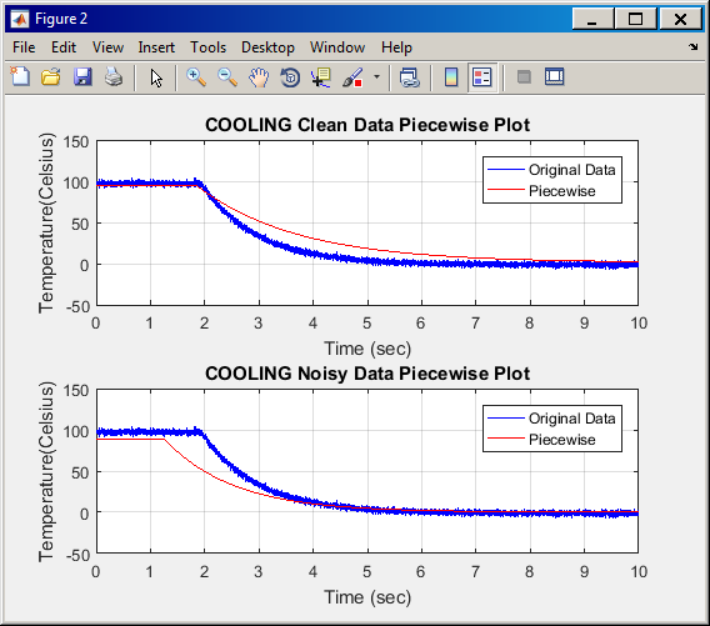 Figure 2
File Edit View Insert Tools Desktop Window Help
COOLING Clean Data Piecewise Plot
150
100
50
0
-50
Temperature(Celsius)
Original Data
Piecewise
0 1 2 3 4 5 6 7 8 9 10
Time (sec)
COOLING Noisy Data Piecewise Plot
150
100
50
0
-50
Temperature(Celsius)
Original Data
Piecewise
0 1 2 3 4 5 6 7 8 9 10
Time (sec)